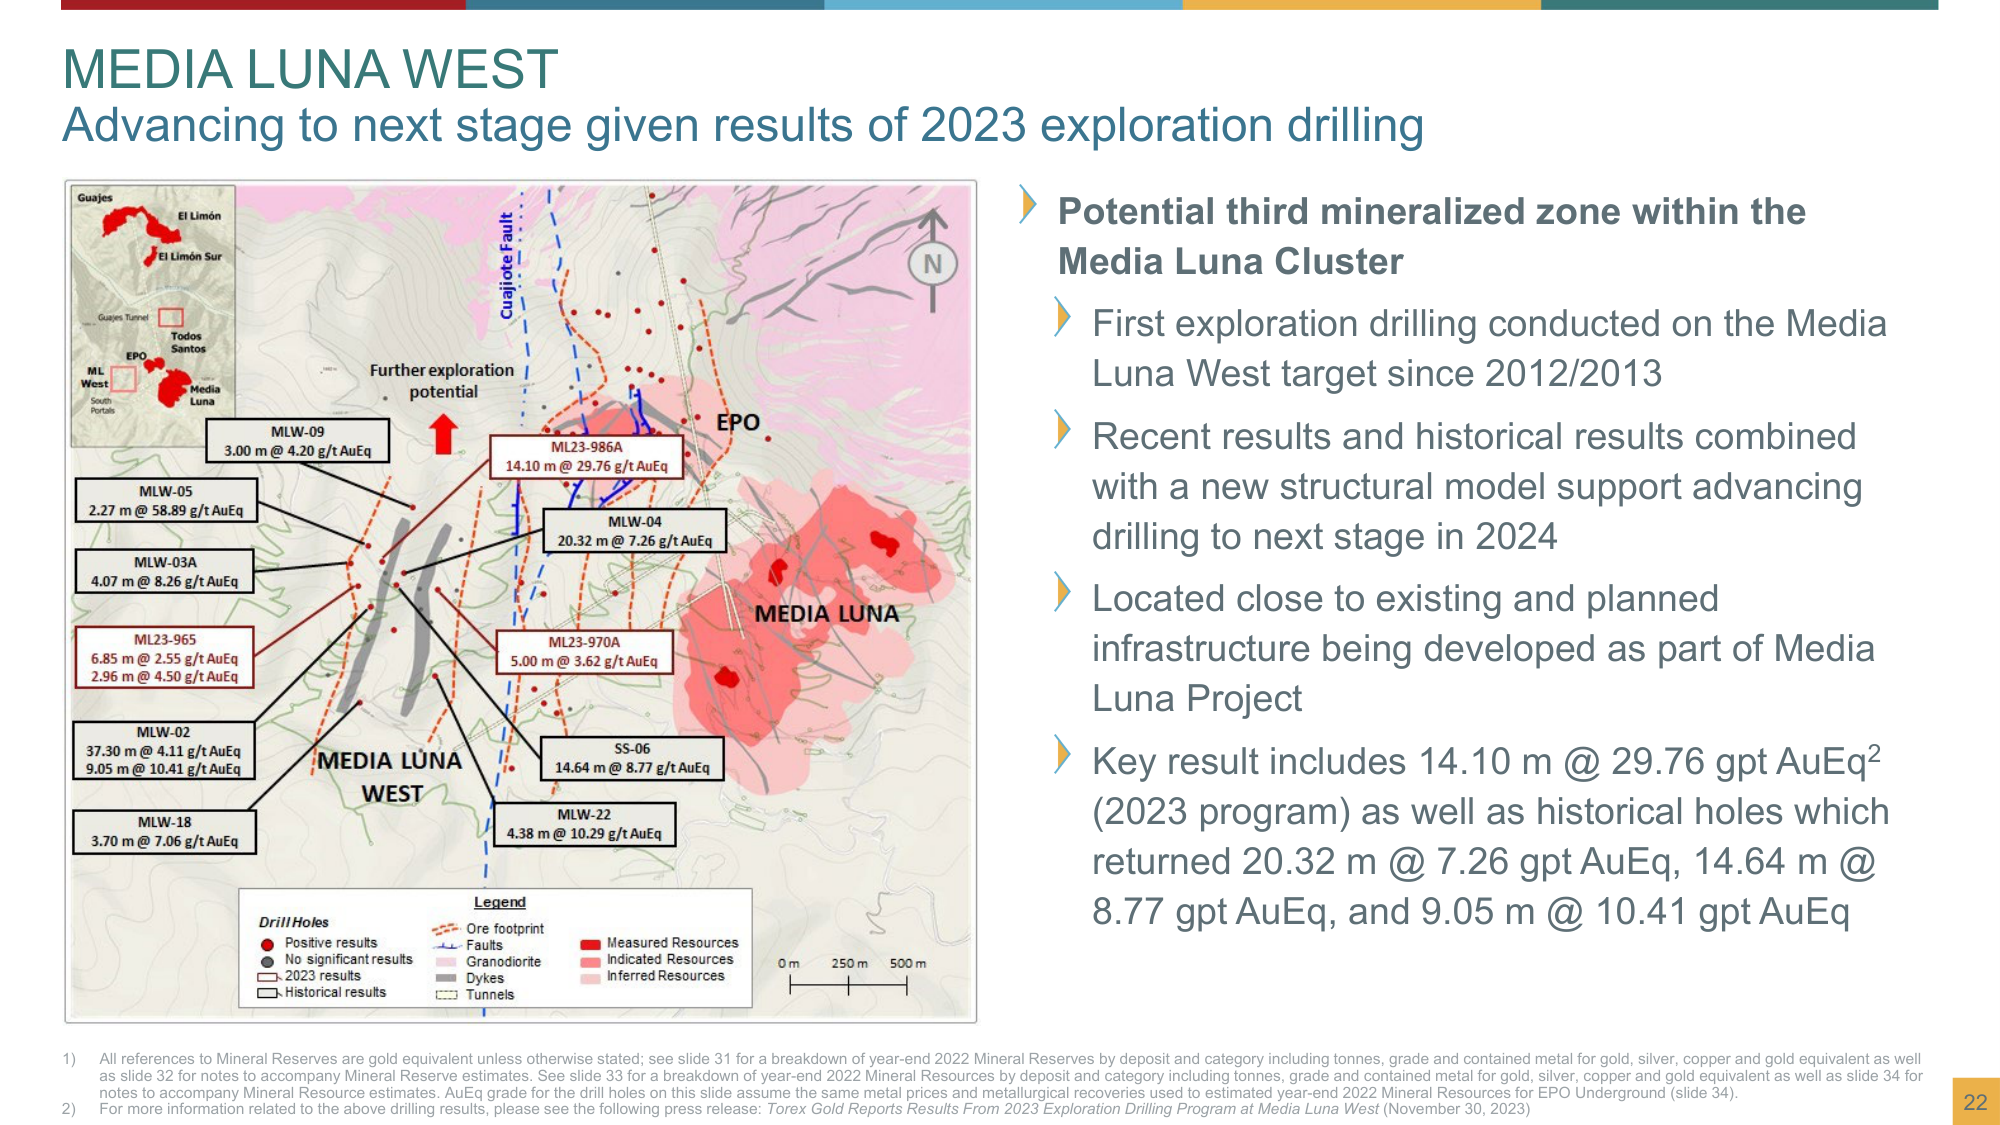 MEDIA LUNA WEST
Advancing to next stage given results of 2023 exploration drilling
Guajes
El Limón
El Limón Sur
Guajes Tunnel
Todos
Santos
EPO
ML
West
Media
Luna
South
Portals
Cuajiote Fault
N
Further exploration
potential
EPO
MLW-09
3.00 m @ 4.20 g/t AuEq
ML23-986A
14.10 m @ 29.76 g/t AuEq
MLW-05
2.27 m @ 58.89 g/t AuEq
MLW-04
20.32 m @ 7.26 g/t AuEq
MLW-03A
4.07 m @ 8.26 g/t AuEq
MEDIA LUNA
ML23-965
6.85 m @ 2.55 g/t AuEq
2.96 m @ 4.50 g/t AuEq
ML23-970A
5.00 m @ 3.62 g/t AuEq
MLW-02
37.30 m @ 4.11 g/t AuEq
9.05 m @ 10.41 g/t AuEq
MEDIA LUNA
WEST
SS-06
14.64 m @ 8.77 g/t AuEq
MLW-18
3.70 m @ 7.06 g/t AuEq
MLW-22
4.38 m @ 10.29 g/t AuEq
Legend
Drill Holes
Positive results
No significant results
2023 results
Historical results
Ore footprint
Faults
Granodiorite
Dykes
Tunnels
Measured Resources
Indicated Resources
Inferred Resources
0 m 250 m 500 m
Potential third mineralized zone within the
Media Luna Cluster
First exploration drilling conducted on the Media
Luna West target since 2012/2013
Recent results and historical results combined
with a new structural model support advancing
drilling to next stage in 2024
Located close to existing and planned
infrastructure being developed as part of Media
Luna Project
Key result includes 14.10 m @ 29.76 gpt AuEq2
(2023 program) as well as historical holes which
returned 20.32 m @ 7.26 gpt AuEq, 14.64 m @
8.77 gpt AuEq, and 9.05 m @ 10.41 gpt AuEq
1) All references to Mineral Reserves are gold equivalent unless otherwise stated; see slide 31 for a breakdown of year-end 2022 Mineral Reserves by deposit and category including tonnes, grade and contained metal for gold, silver, copper and gold equivalent as well
as slide 32 for notes to accompany Mineral Reserve estimates. See slide 33 for a breakdown of year-end 2022 Mineral Resources by deposit and category including tonnes, grade and contained metal for gold, silver, copper and gold equivalent as well as slide 34 for
notes to accompany Mineral Resource estimates. AuEq grade for the drill holes on this slide assume the same metal prices and metallurgical recoveries used to estimated year-end 2022 Mineral Resources for EPO Underground (slide 34).
2) For more information related to the above drilling results, please see the following press release: Torex Gold Reports Results From 2023 Exploration Drilling Program at Media Luna West (November 30, 2023)
22